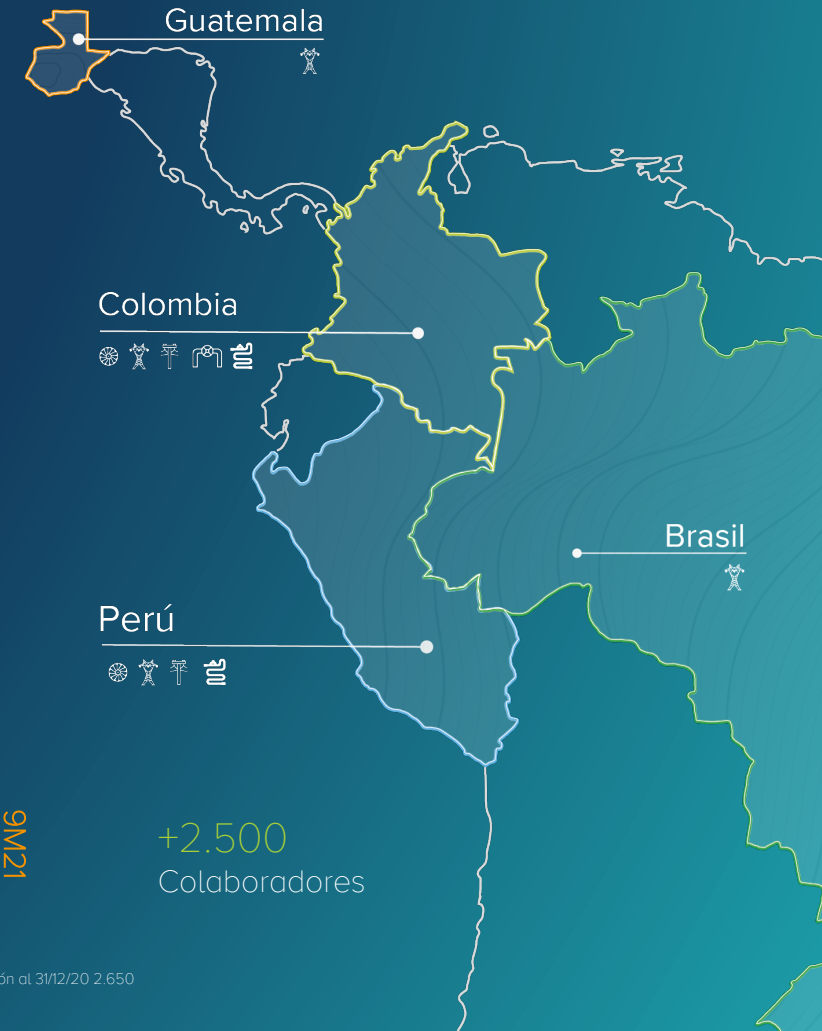 Guatemala
Colombia
Brasil
Perú
+2.500
Colaboradores
9M21
ón al 31/12/20 2.650